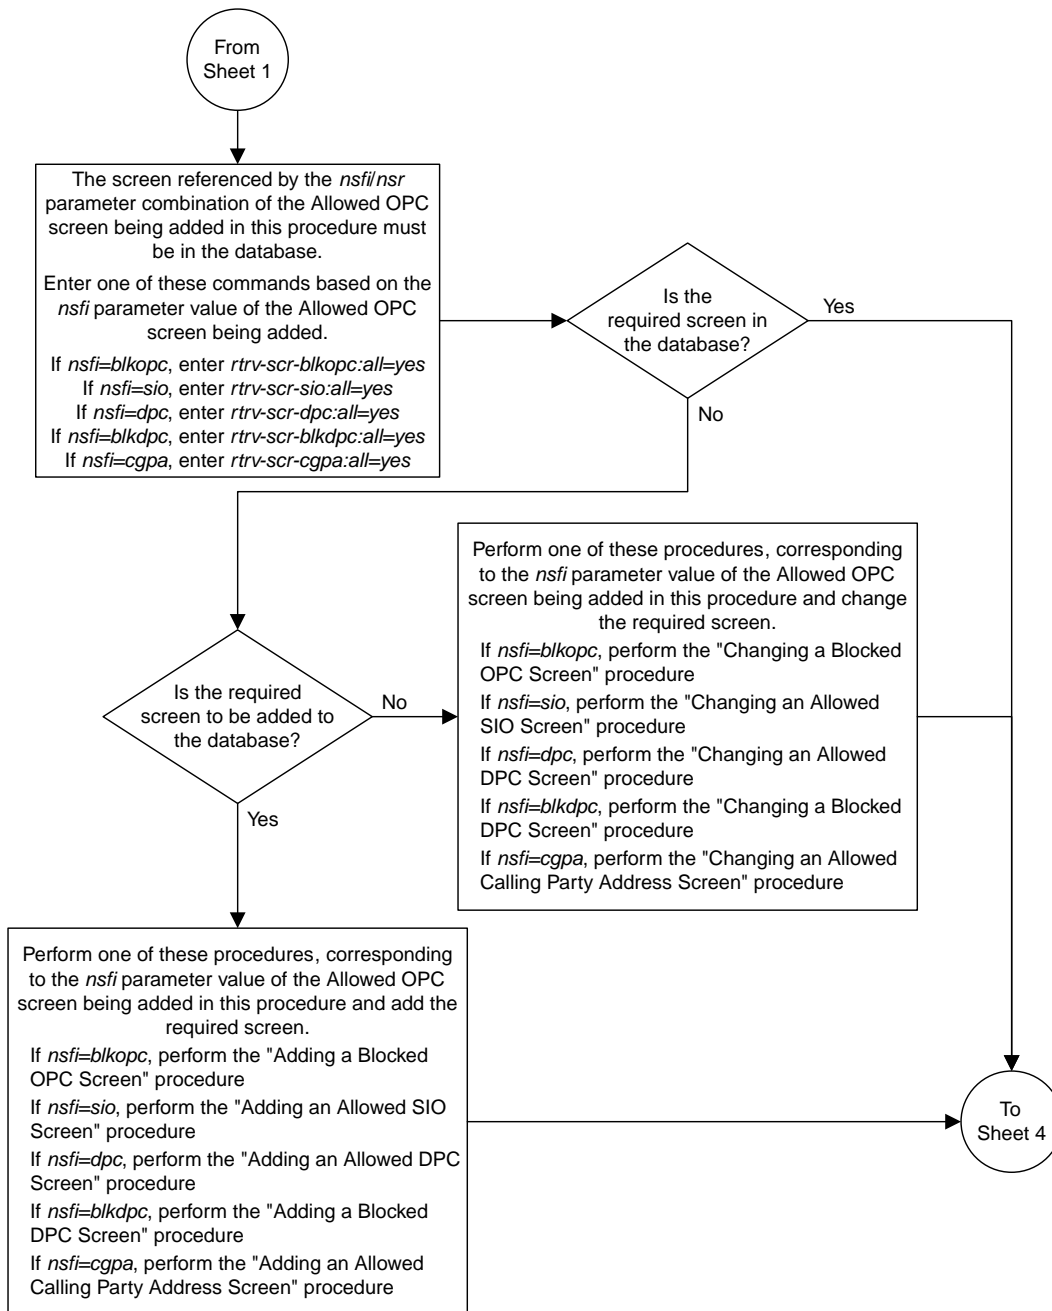 From
Sheet 1
The screen referenced by the nsfi/nsr
parameter combination of the Allowed OPC
screen being added in this procedure must
be in the database.
Enter one of these commands based on the
nsfi parameter value of the Allowed OPC
screen being added.
If nsfi=blkopc, enter rtrv-scr-blkopc:all=yes
If nsfi=sio, enter rtrv-scr-sio:all=yes
If nsfi=dpc, enter rtrv-scr-dpc:all=yes
If nsfi=blkdpc, enter rtrv-scr-blkdpc:all=yes
If nsfi=cgpa, enter rtrv-scr-cgpa:all=yes
Is the
required screen in
the database?
Yes
No
Is the required
screen to be added to
the database?
No
Yes
Perform one of these procedures, corresponding
to the nsfi parameter value of the Allowed OPC
screen being added in this procedure and change
the required screen.
If nsfi=blkopc, perform the "Changing a Blocked
OPC Screen" procedure
If nsfi=sio, perform the "Changing an Allowed
SIO Screen" procedure
If nsfi=dpc, perform the "Changing an Allowed
DPC Screen" procedure
If nsfi=blkdpc, perform the "Changing a Blocked
DPC Screen" procedure
If nsfi=cgpa, perform the "Changing an Allowed
Calling Party Address Screen" procedure
Perform one of these procedures, corresponding
to the nsfi parameter value of the Allowed OPC
screen being added in this procedure and add the
required screen.
If nsfi=blkopc, perform the "Adding a Blocked
OPC Screen" procedure
If nsfi=sio, perform the "Adding an Allowed SIO
Screen" procedure
If nsfi=dpc, perform the "Adding an Allowed DPC
Screen" procedure
If nsfi=blkdpc, perform the "Adding a Blocked
DPC Screen" procedure
If nsfi=cgpa, perform the "Adding an Allowed
Calling Party Address Screen" procedure
To
Sheet 4